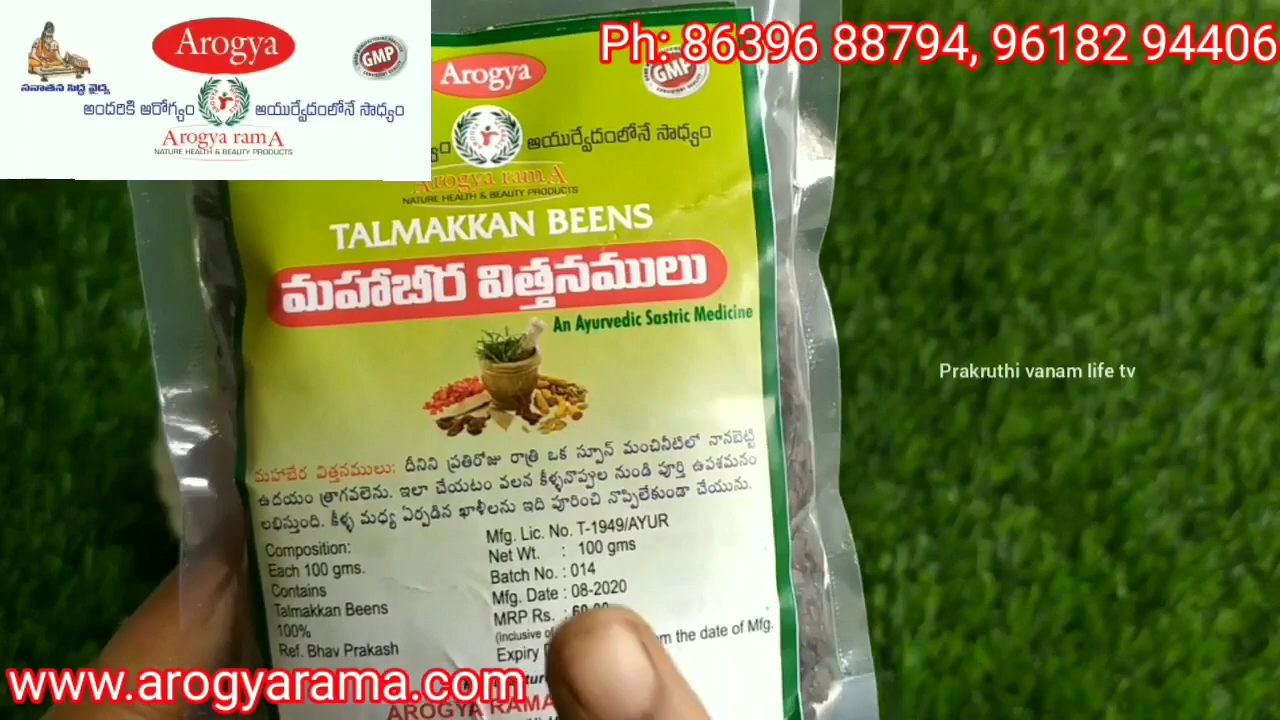 Ph: 86396 88794, 96182 94406
Arogya
GMP
సనాతన సిద్ధ వైద్య
అందరికి ఆరోగ్యం ఆయుర్వేదంలోనే సాధ్యం
Arogya ramA
NATURE HEALTH & BEAUTY PRODUCTS
Arogya
GMP
ఆయుర్వేదంలోనే సాధ్యం
Arogya ramA
NATURE HEALTH & BEAUTY PRODUCTS
TALMAKKAN BEENS
మహాబీర విత్తనములు
An Ayurvedic Sastric Medicine
Prakruthi vanam life tv
మహాబేర విత్తనములు: దీనిని ప్రతిరోజు రాత్రి ఒక స్పూన్ మంచినీటిలో నానబెట్టి
ఉదయం త్రాగవలెను. ఇలా చేయటం వలన కీళ్ళనొప్పుల నుండి పూర్తి ఉపశమనం
లభిస్తుంది. కీళ్ళ మధ్య ఏర్పడిన ఖాళీలను ఇది పూరించి నొప్పిలేకుండా చేయును.
Composition:
Each 100 gms.
Contains
Talmakkan Beens
100%
Ref. Bhav Prakash
Mfg. Lic. No. T-1949/AYUR
Net Wt. : 100 gms
Batch No. : 014
Mfg. Date : 08-2020
MRP Rs. : 60.00
(inclusive of
Expiry the date of Mfg.
AROGYA RAMA
www.arogyarama.com